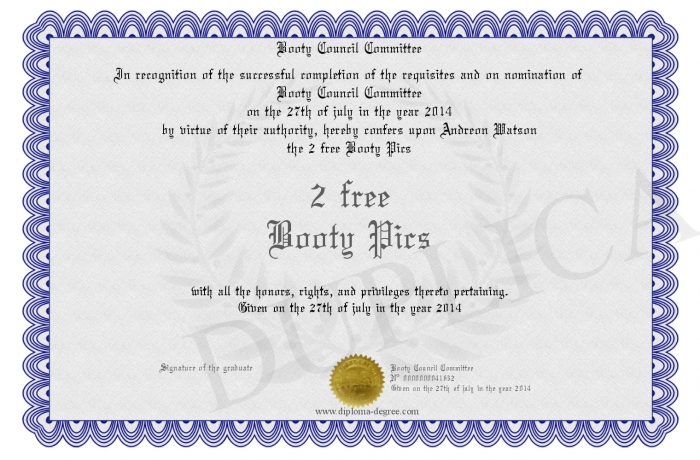 Booty Council Committee
In recognition of the successful completion of the requisites and on nomination of
Booty Council Committee
on the 27th of july in the year 2014
by virtue of their authority, hereby confers upon Andreon Watson
the 2 free Booty Pics
2 free
Booty Pics
with all the honors, rights, and privileges thereto pertaining.
Given on the 27th of july in the year 2014
DUPLICA
Signature of the graduate
Booty Council Committee
Given on the 27th of july in the year 2014
www.diploma-degree.com